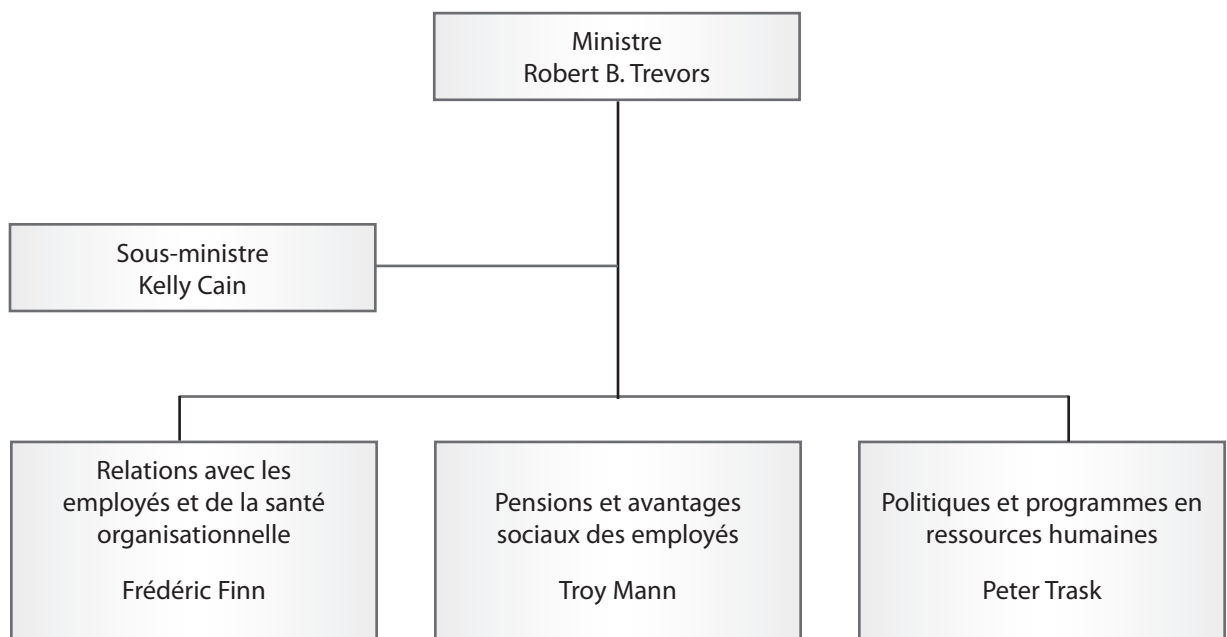 Ministre
Robert B. Trevors
Sous-ministre
Kelly Cain
Relations avec les
employés et de la santé
organisationnelle
Frédéric Finn
Pensions et avantages
sociaux des employés
Troy Mann
Politiques et programmes en
ressources humaines
Peter Trask